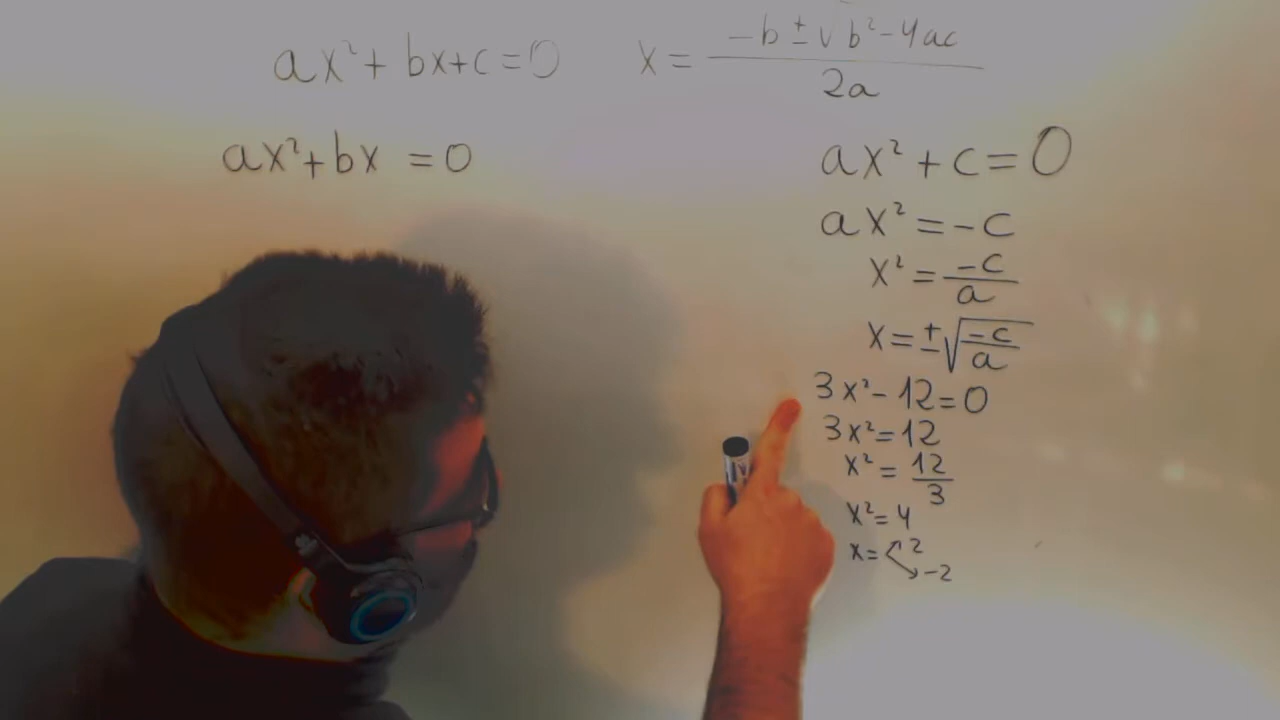 ax²+bx+c=0
x = (-b ± √b²-4ac)/2a
ax²+bx =0
ax²+c=0
ax²=-c
x²=-c/a
x=±√(-c/a)
3x²-12=0
3x²=12
x²=12/3
x²=4
x= 2
-2